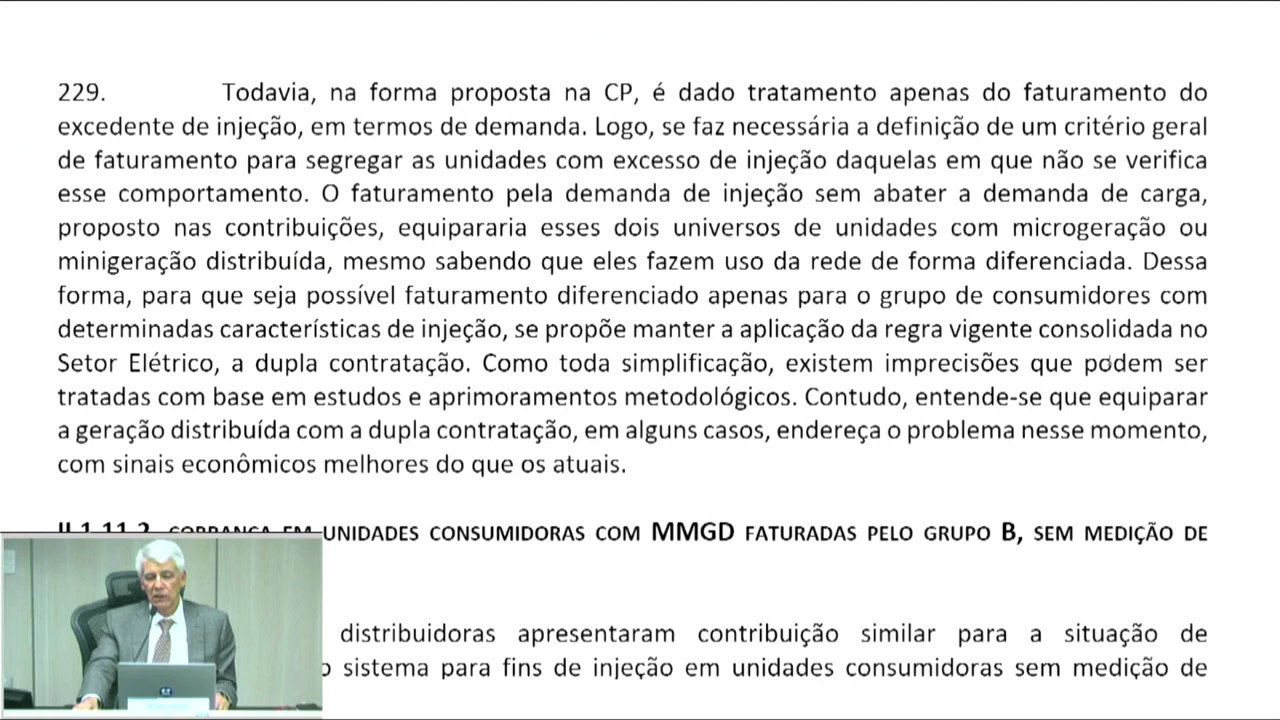 229. Todavia, na forma proposta na CP, é dado tratamento apenas do faturamento do
excedente de injeção, em termos de demanda. Logo, se faz necessária a definição de um critério geral
de faturamento para segregar as unidades com excesso de injeção daquelas em que não se verifica
esse comportamento. O faturamento pela demanda de injeção sem abater a demanda de carga,
proposto nas contribuições, equipararia esses dois universos de unidades com microgeração ou
minigeração distribuída, mesmo sabendo que eles fazem uso da rede de forma diferenciada. Dessa
forma, para que seja possível faturamento diferenciado apenas para o grupo de consumidores com
determinadas características de injeção, se propõe manter a aplicação da regra vigente consolidada no
Setor Elétrico, a dupla contratação. Como toda simplificação, existem imprecisões que podem ser
tratadas com base em estudos e aprimoramentos metodológicos. Contudo, entende-se que equiparar
a geração distribuída com a dupla contratação, em alguns casos, endereça o problema nesse momento,
com sinais econômicos melhores do que os atuais.
II.1.11.2. COBRANÇA EM UNIDADES CONSUMIDORAS COM MMGD FATURADAS PELO GRUPO B, SEM MEDIÇÃO DE
distribuidoras apresentaram contribuição similar para a situação de
o sistema para fins de injeção em unidades consumidoras sem medição de